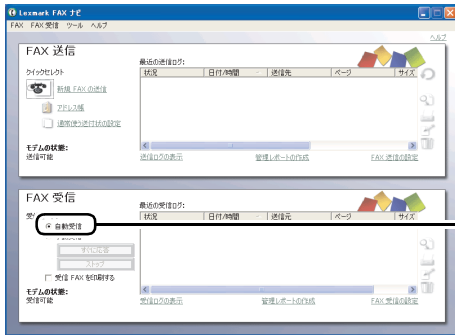 Lexmark FAX ナビ
FAX FAX 受信 ツール ヘルプ
ヘルプ
FAX 送信
クイックセレクト
最近の送信ログ:
状況 日付/時間 送信先 ページ サイズ
新規 FAX の送信
アドレス帳
通常使う送付状の設定
モデムの状態:
送信可能
送信ログの表示 管理レポートの作成 FAX 送信の設定
FAX 受信
最近の受信ログ:
状況 日付/時間 送信元 ページ サイズ
自動受信
すぐに応答
ストップ
受信 FAX を印刷する
モデムの状態:
受信可能
受信ログの表示 管理レポートの作成 FAX 受信の設定